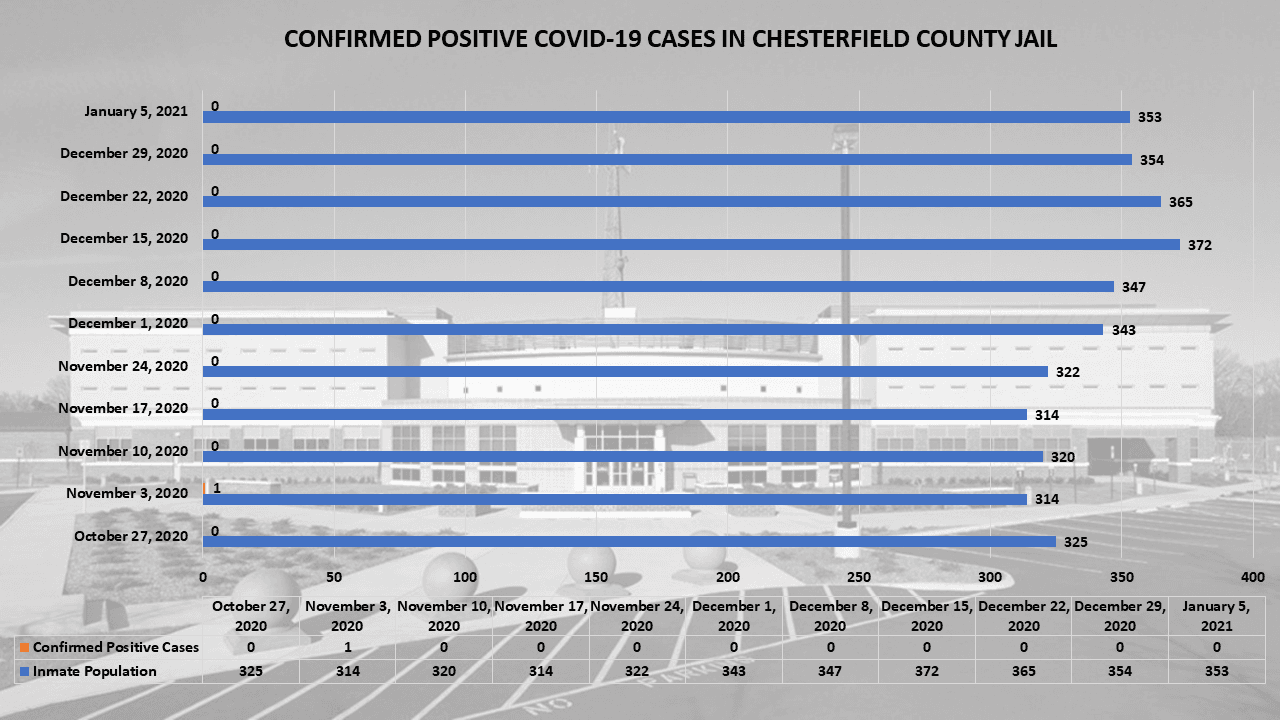 CONFIRMED POSITIVE COVID-19 CASES IN CHESTERFIELD COUNTY JAIL
January 5, 2021 0 353
December 29, 2020 0 354
December 22, 2020 0 365
December 15, 2020 0 372
December 8, 2020 0 347
December 1, 2020 0 343
November 24, 2020 0 322
November 17, 2020 0 314
November 10, 2020 0 320
November 3, 2020 1 314
October 27, 2020 0 325
0 50 100 150 200 250 300 350 400
October 27, November 3, November 10, November 17, November 24, December 1, December 8, December 15, December 22, December 29, January 5,
2020 2020 2020 2020 2020 2020 2020 2020 2020 2020 2021
Confirmed Positive Cases 0 1 0 0 0 0 0 0 0 0 0
Inmate Population 325 314 320 314 322 343 347 372 365 354 353
NO PARKING